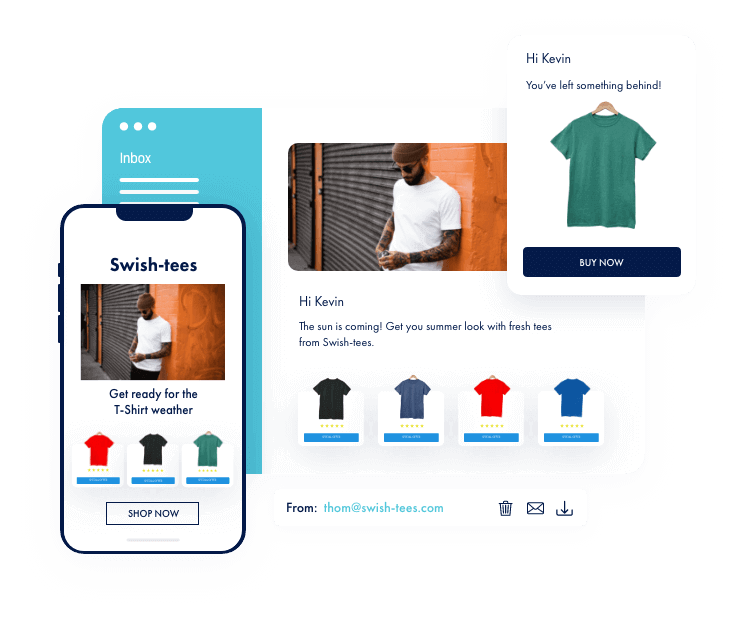 Hi Kevin
You've left something behind!
BUY NOW
Inbox
Hi Kevin
The sun is coming! Get you summer look with fresh tees
from Swish-tees.
From: thom@swish-tees.com
Swish-tees
Get ready for the
T-Shirt weather
SHOP NOW